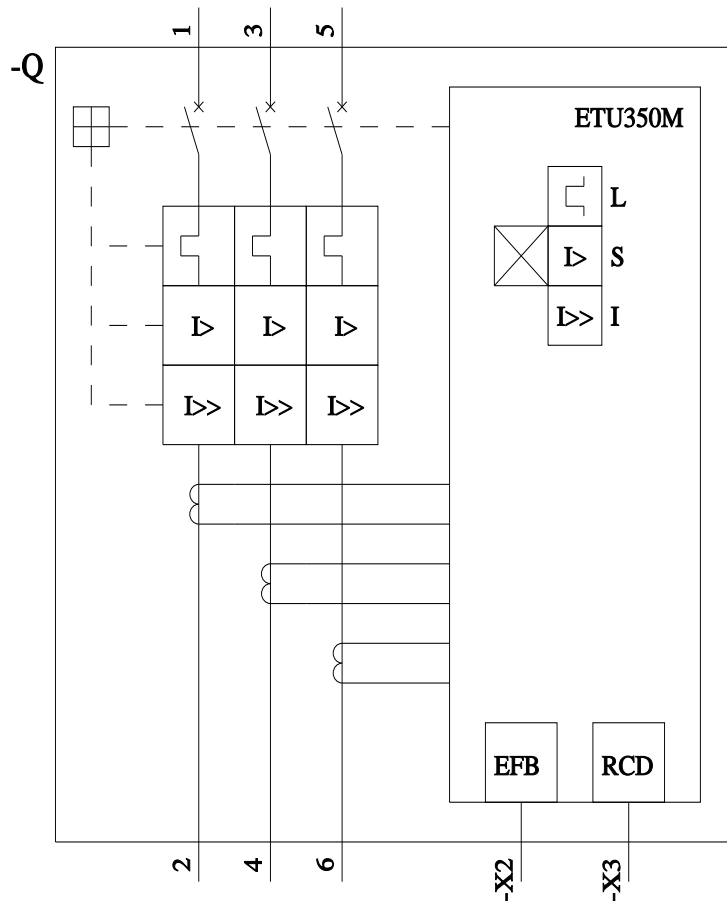 1 3 5
-Q
ETU350M
L
I> S
I>> I
I> I> I>
I>> I>> I>>
EFB RCD
2 4 6 -X2 -X3